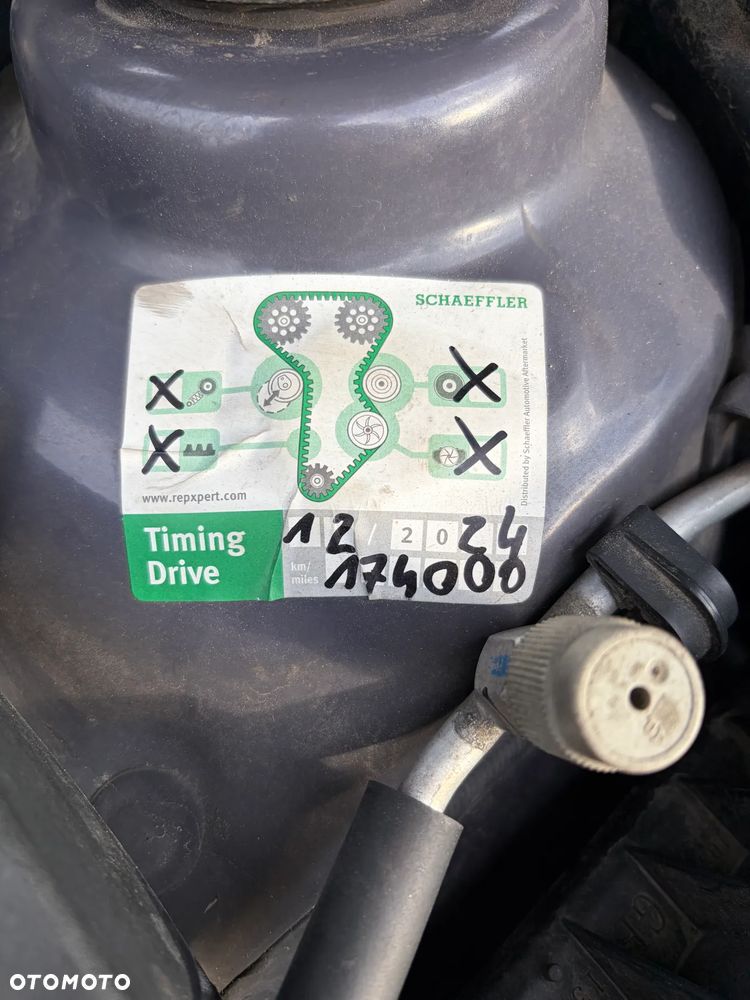 SCHAEFFLER
X
X
X
X
Distributed by Schaeffler Automotive Aftermarket
www.repxpert.com
Timing
Drive
12 / 2024
km/
miles
174000
OTOMOTO